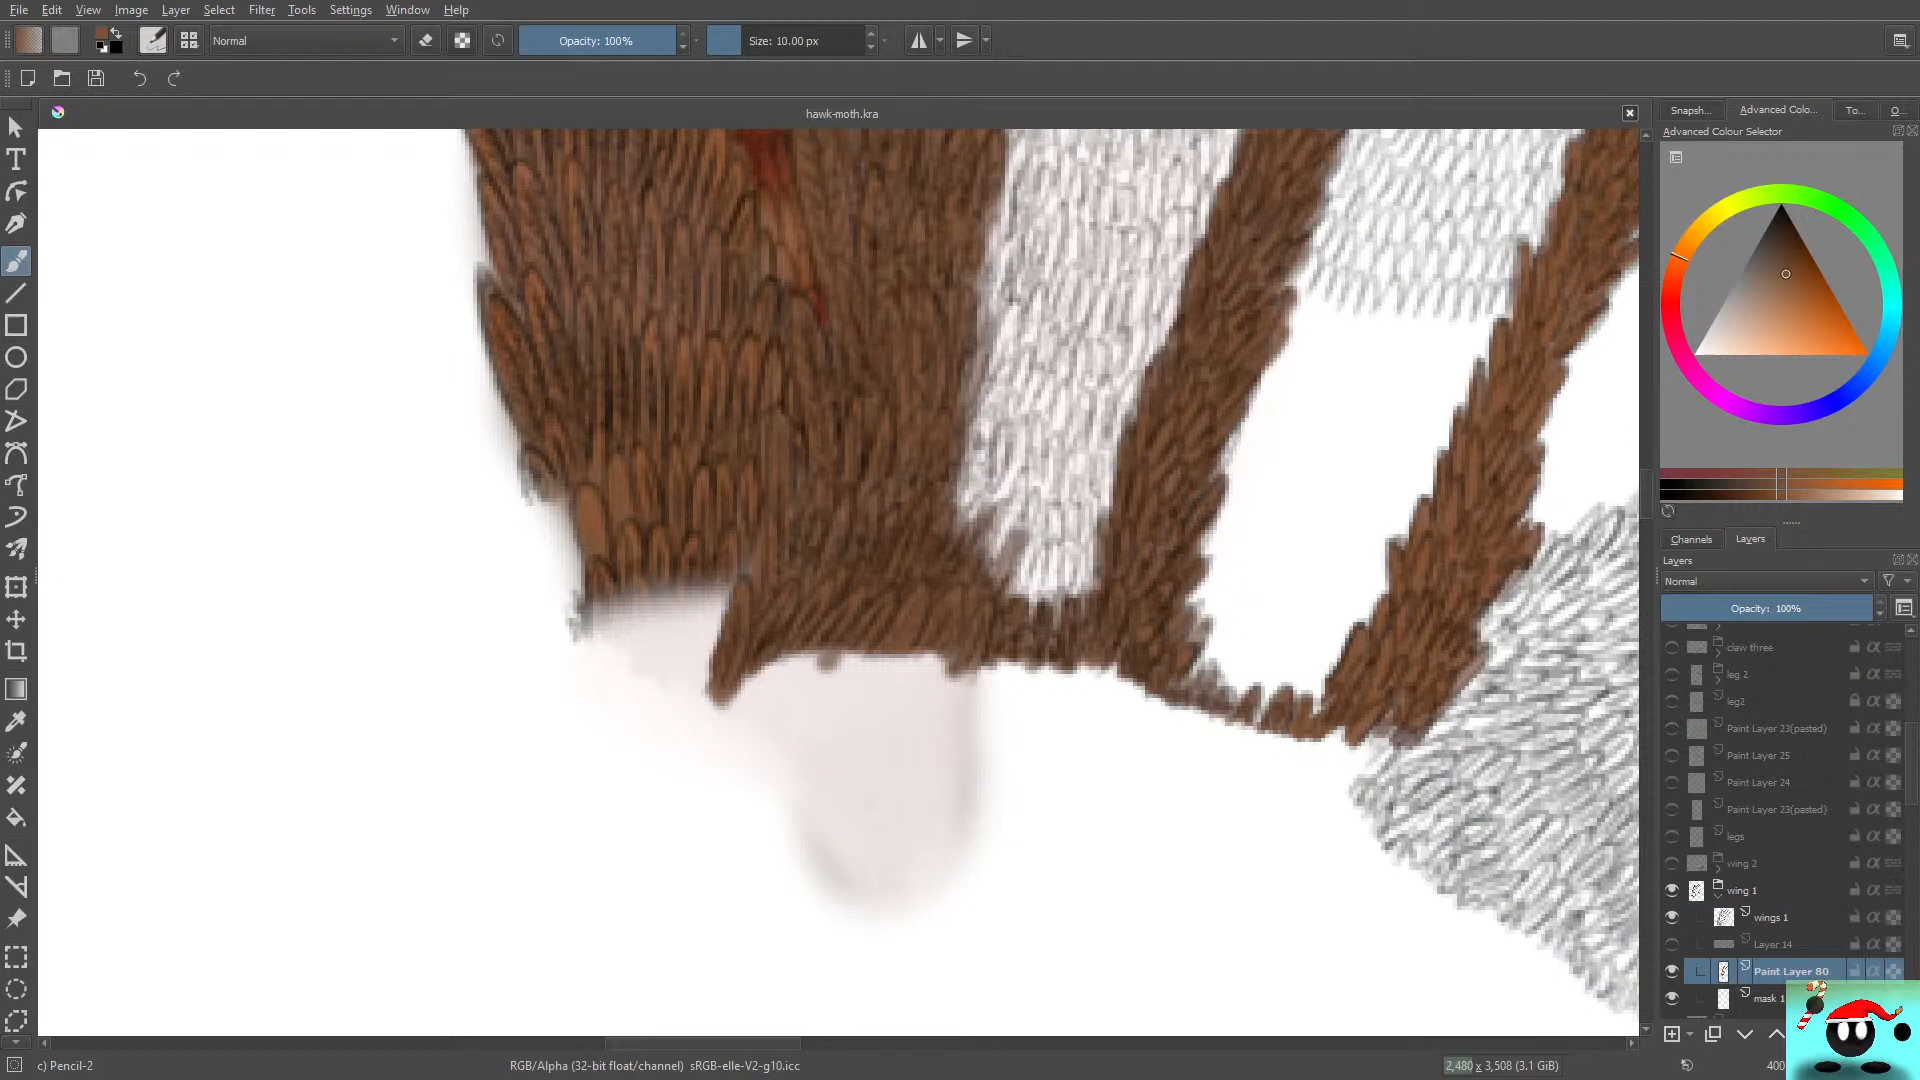 File Edit View Image Layer Select Filter Tools Settings Window Help
Normal Opacity: 100% Size: 10.00 px
hawk-moth.kra
Snapsh... Advanced Colo... To... O...
Advanced Colour Selector
Channels Layers
Layers
Normal
Opacity: 100%
claw three
leg 2
leg2
Paint Layer 23(pasted)
Paint Layer 25
Paint Layer 24
Paint Layer 23(pasted)
legs
wing 2
wing 1
wings 1
Layer 14
Paint Layer 80
mask 1
c) Pencil-2 RGB/Alpha (32-bit float/channel) sRGB-elle-V2-g10.icc 2,480 x 3,508 (3.1 GiB) 400